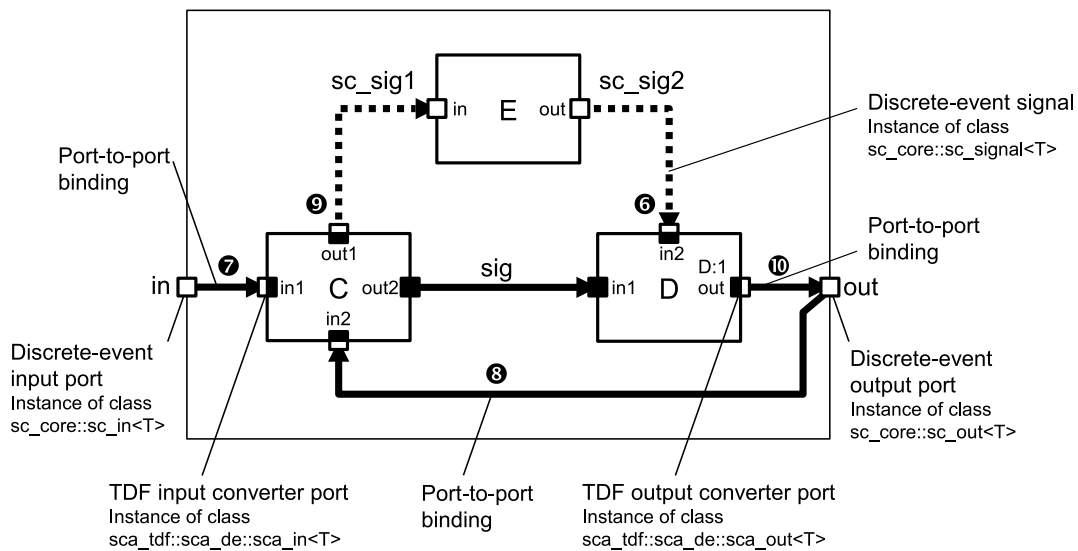 sc_sig1
sc_sig2
in
E
out
Discrete-event signal
Instance of class
sc_core::sc_signal<T>
Port-to-port
binding
❾
❻
out1
in2
Port-to-port
binding
❼
sig
D:1
❿
in
in1
C
out2
in1
D
out
out
in2
Discrete-event
input port
Instance of class
sc_core::sc_in<T>
❽
Discrete-event
output port
Instance of class
sc_core::sc_out<T>
TDF input converter port
Instance of class
sca_tdf::sca_de::sca_in<T>
Port-to-port
binding
TDF output converter port
Instance of class
sca_tdf::sca_de::sca_out<T>